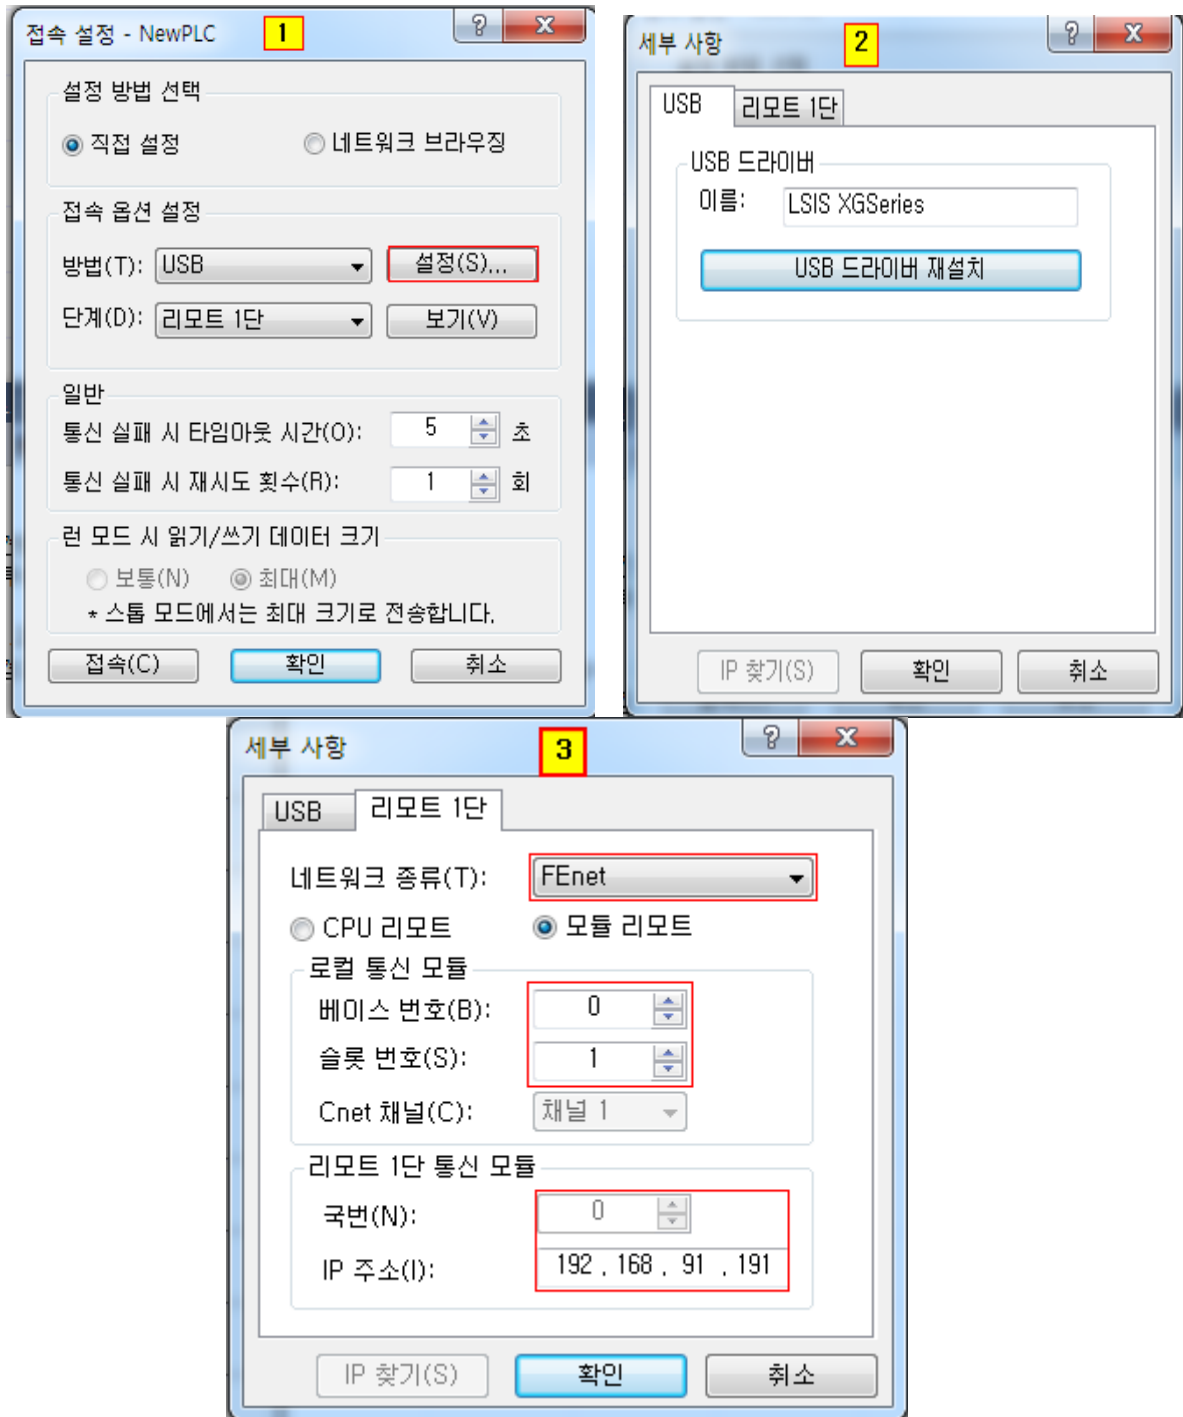 접속 설정 - NewPLC
1
설정 방법 선택
직접 설정 네트워크 브라우징
접속 옵션 설정
방법(T): USB 설정(S)...
단계(D): 리모트 1단 보기(V)
일반
통신 실패 시 타임아웃 시간(O): 5 초
통신 실패 시 재시도 횟수(R): 1 회
런 모드 시 읽기/쓰기 데이터 크기
보통(N) 최대(M)
* 스톱 모드에서는 최대 크기로 전송합니다.
접속(C) 확인 취소
세부 사항
2
USB 리모트 1단
USB 드라이버
이름: LSIS XGSeries
USB 드라이버 재설치
IP 찾기(S) 확인 취소
세부 사항
3
USB 리모트 1단
네트워크 종류(T): FEnet
CPU 리모트 모듈 리모트
로컬 통신 모듈
베이스 번호(B): 0
슬롯 번호(S): 1
Cnet 채널(C): 채널 1
리모트 1단 통신 모듈
국번(N): 0
IP 주소(I): 192 . 168 . 91 . 191
IP 찾기(S) 확인 취소